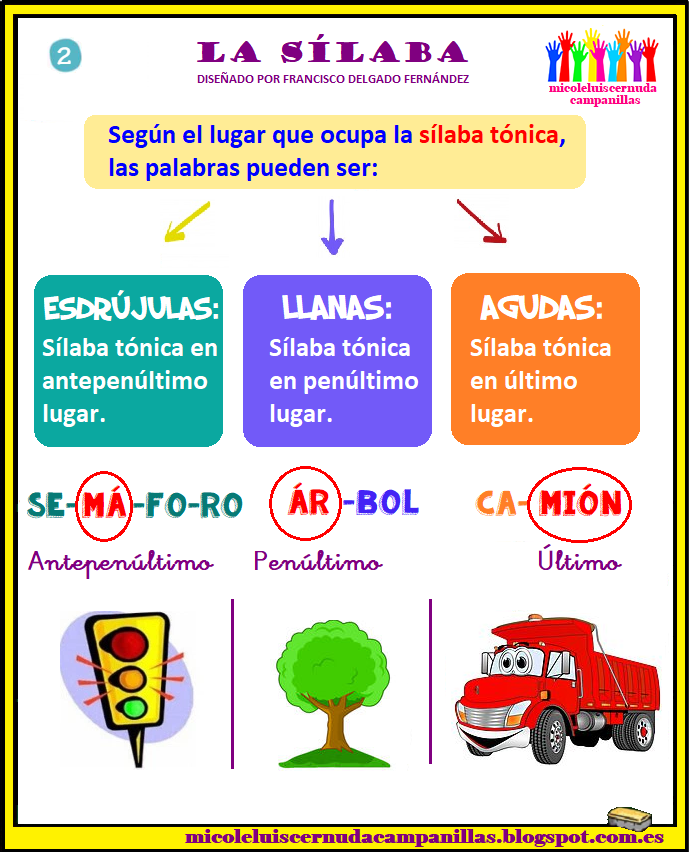 2
LA SÍLABA
DISEÑADO POR FRANCISCO DELGADO FERNÁNDEZ
micoleluiscernuda
campanillas
Según el lugar que ocupa la sílaba tónica,
las palabras pueden ser:
ESDRÚJULAS:
Sílaba tónica en
antepenúltimo
lugar.
LLANAS:
Sílaba tónica
en penúltimo
lugar.
AGUDAS:
Sílaba tónica
en último
lugar.
SE-MÁ-FO-RO
Antepenúltimo
ÁR-BOL
Penúltimo
CA-MIÓN
Último
micoleluiscernudacampanillas.blogspot.com.es